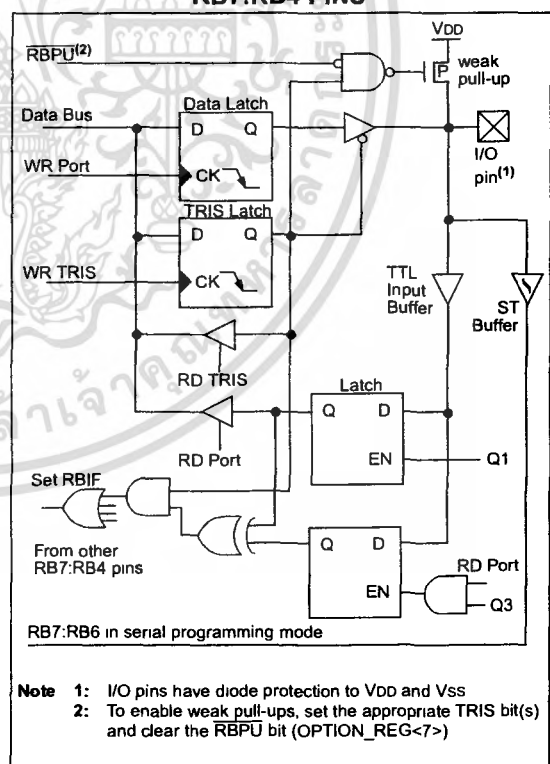 RB7:RB4 PINS
RBPU(2)
VDD
P
weak
pull-up
Data Bus
Data Latch
D Q
WR Port
CK
I/O
pin(1)
TRIS Latch
D Q
WR TRIS
CK
TTL
Input
Buffer
ST
Buffer
RD TRIS
Latch
Q D
RD Port
EN
Q1
Set RBIF
From other
RB7:RB4 pins
Q D
RD Port
EN
Q3
RB7:RB6 in serial programming mode
Note 1: I/O pins have diode protection to VDD and VSS
2: To enable weak pull-ups, set the appropriate TRIS bit(s)
and clear the RBPU bit (OPTION_REG<7>)